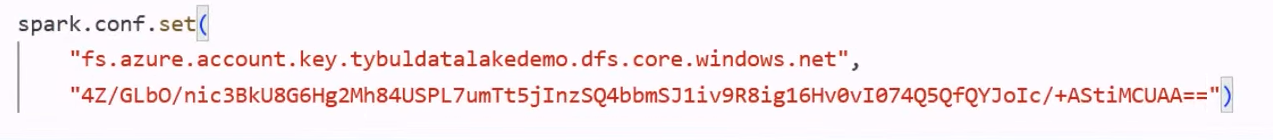 spark.conf.set(
"fs.azure.account.key.tybuldatalakedemo.dfs.core.windows.net",
"4Z/GLbO/nic3BkU8G6Hg2Mh84USPL7umTt5jInzSQ4bbmSJ1iv9R8ig16Hv0vI074Q5QfQYJoIc/+AStiMCUAA==")